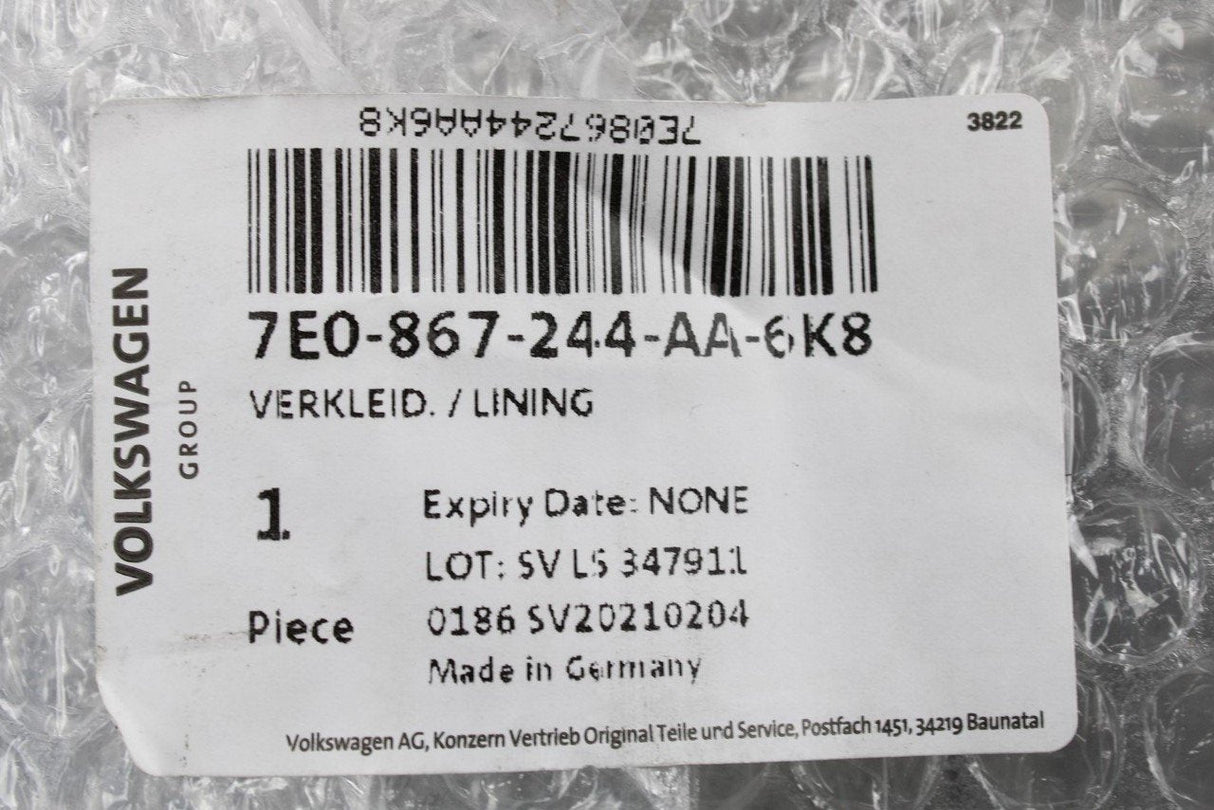 7E0867244AA6K8
3822
7E0-867-244-AA-6K8
VERKLEID. / LINING
VOLKSWAGEN
GROUP
1
Piece
Expiry Date: NONE
LOT: SV LS 347911
0186 SV20210204
Made in Germany
Volkswagen AG, Konzern Vertrieb Original Teile und Service, Postfach 1451, 34219 Baunatal